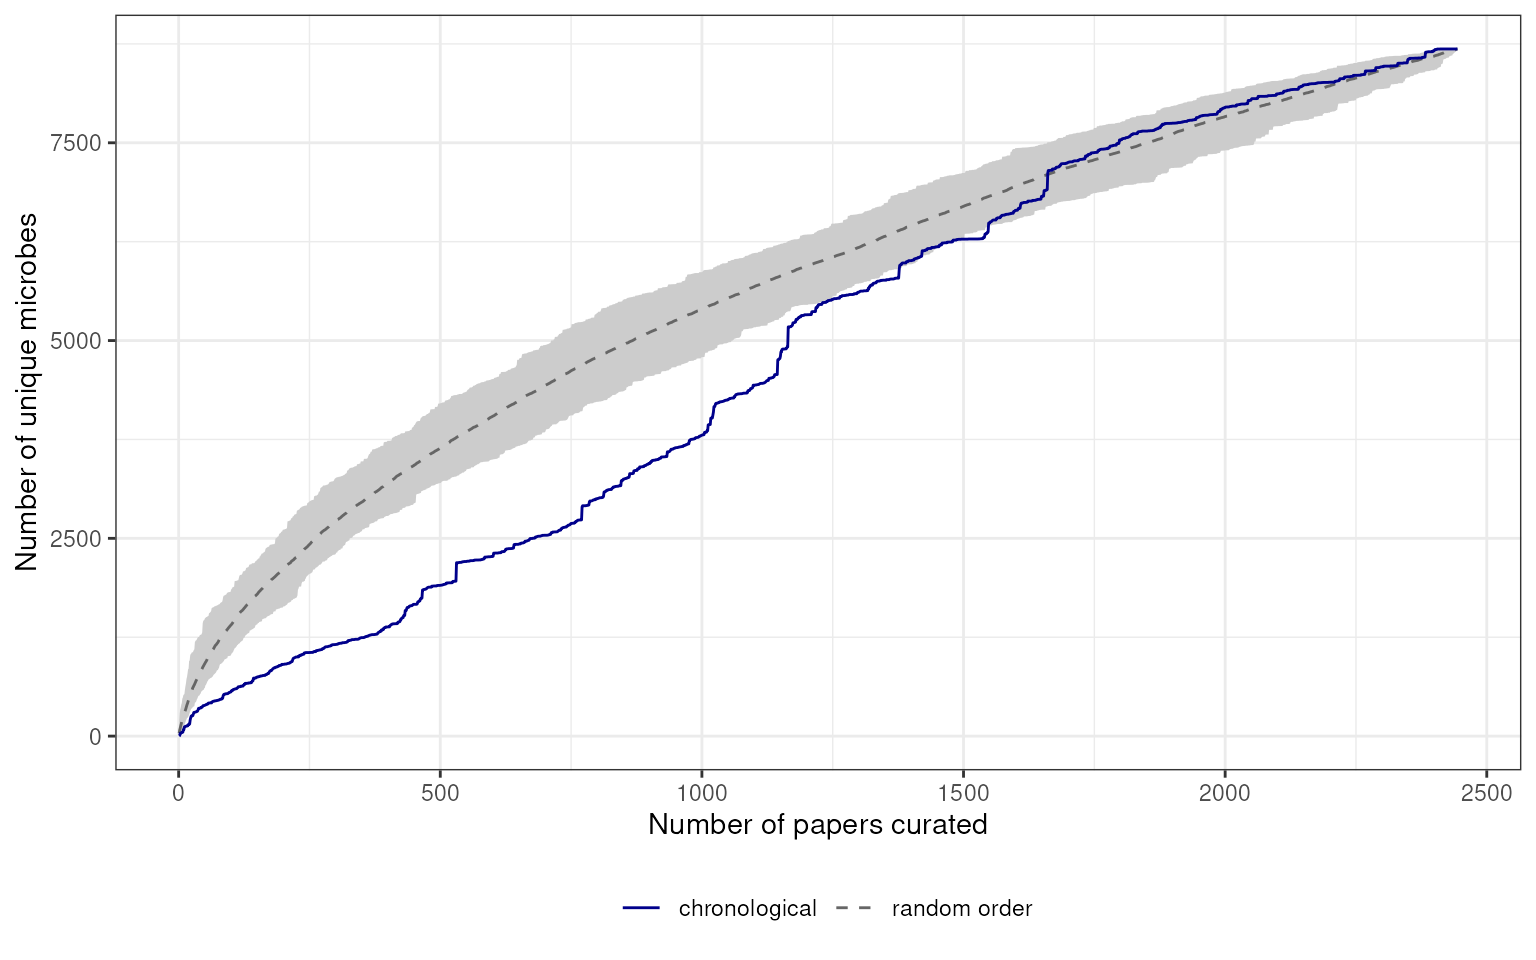 Number of unique microbes
7500
5000
2500
0
0 500 1000 1500 2000 2500
Number of papers curated
chronological random order